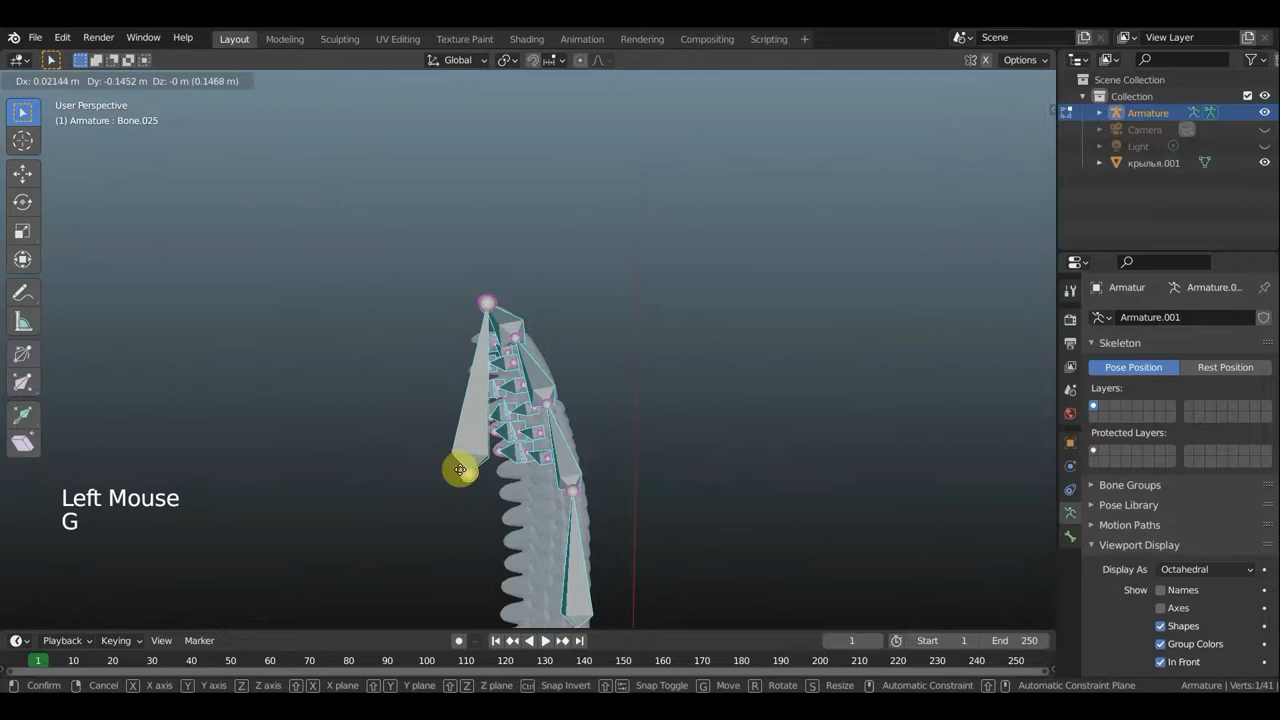 File Edit Render Window Help Layout Modeling Sculpting UV Editing Texture Paint Shading Animation Rendering Compositing Scripting + Scene View Layer
Global X Options
Dx: 0.02144 m Dy: -0.1452 m Dz: -0 m (0.1468 m)
User Perspective
(1) Armature : Bone.025
Scene Collection
Collection
Armature
Camera
Light
крылья.001
Armatur Armature.0...
Armature.001
Skeleton
Pose Position Rest Position
Layers:
Protected Layers:
Bone Groups
Pose Library
Motion Paths
Viewport Display
Display As Octahedral
Show Names
Axes
Shapes
Group Colors
In Front
Left Mouse
G
Playback Keying View Marker 1 Start 1 End 250
1 10 20 30 40 50 60 70 80 90 100 110 120 130 140 150 160 170 180 190 200 210 220 230 240 250
Confirm Cancel X X axis Y Y axis Z Z axis X X plane Y Y plane Z Z plane Ctrl Snap Invert Snap Toggle G Move R Rotate S Resize Automatic Constraint Automatic Constraint Plane Armature | Verts:1/41